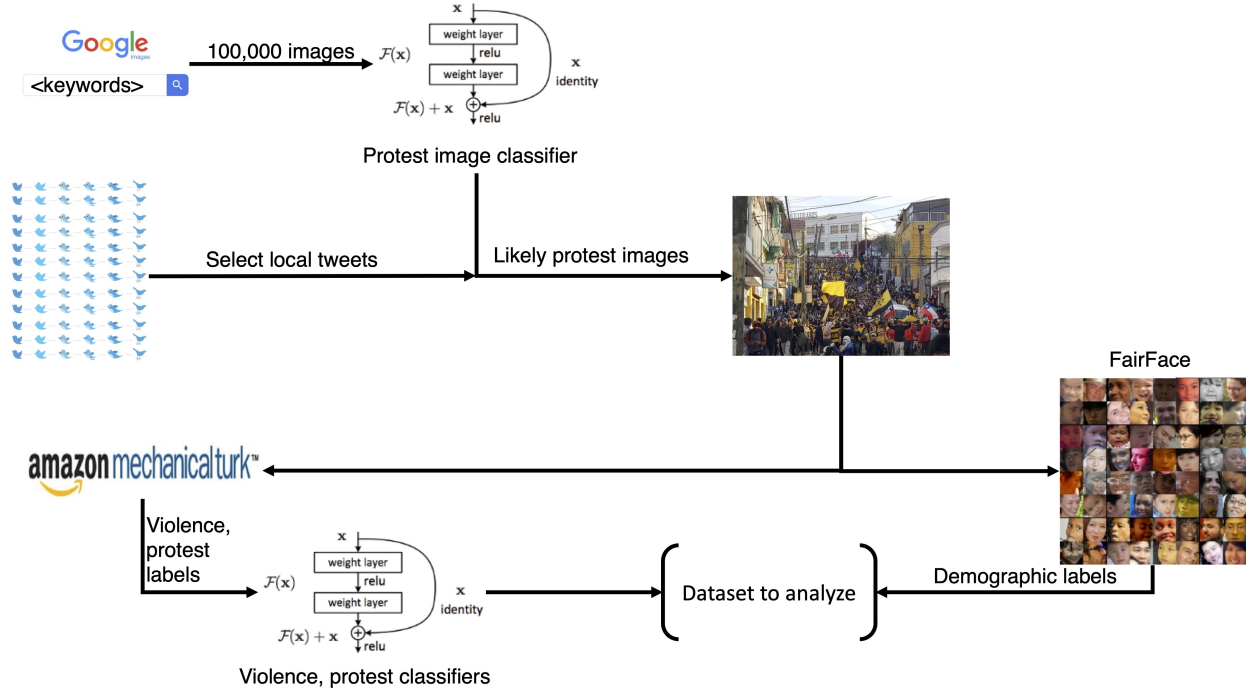 Google
images
<keywords>
100,000 images
x
weight layer
F(x)
relu
weight layer
x
identity
F(x) + x
relu
Protest image classifier
Select local tweets
Likely protest images
FairFace
amazon mechanical turk™
Violence,
protest
labels
x
weight layer
F(x)
relu
weight layer
x
identity
F(x) + x
relu
Violence, protest classifiers
Dataset to analyze
Demographic labels